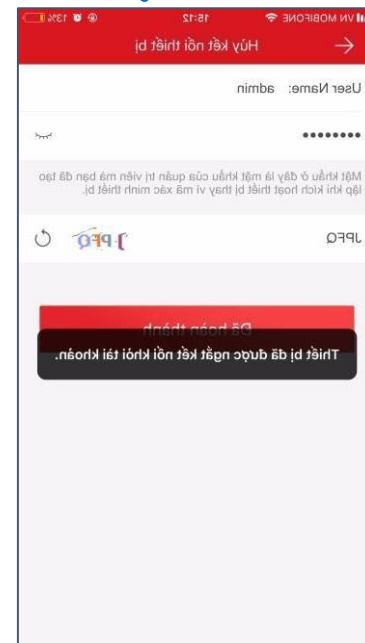 VN MOBIFONE 15:12 13%
Hủy kết nối thiết bị
User Name: admin
••••••••
Mật khẩu ở đây là mật khẩu của quản trị viên mà bạn đã tạo
lập khi kích hoạt thiết bị thay vì mã xác minh thiết bị.
JPFQ JPFQ
Đã hoàn thành
Thiết bị đã được ngắt kết nối khỏi tài khoản.